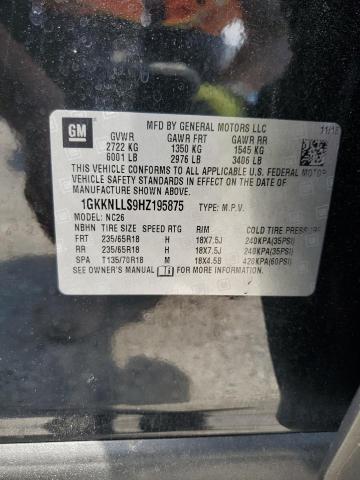 GM
MFD BY GENERAL MOTORS LLC
11/16
GVWR GAWR FRT GAWR RR
2722 KG 1350 KG 1545 KG
6001 LB 2976 LB 3406 LB
THIS VEHICLE CONFORMS TO ALL APPLICABLE U.S. FEDERAL MOTOR
VEHICLE SAFETY STANDARDS IN EFFECT ON THE DATE OF
MANUFACTURE SHOWN ABOVE.
1GKKNLLS9HZ195875 TYPE: M.P.V.
MODEL: NC26
NBHN TIRE SIZE SPEED RTG RIM COLD TIRE PRESSURE
FRT 235/65R18 H 18X7.5J 240KPA(35PSI)
RR 235/65R18 H 18X7.5J 240KPA(35PSI)
SPA T135/70R18 M 18X4.5B 420KPA(60PSI)
SEE OWNER'S MANUAL FOR MORE INFORMATION.